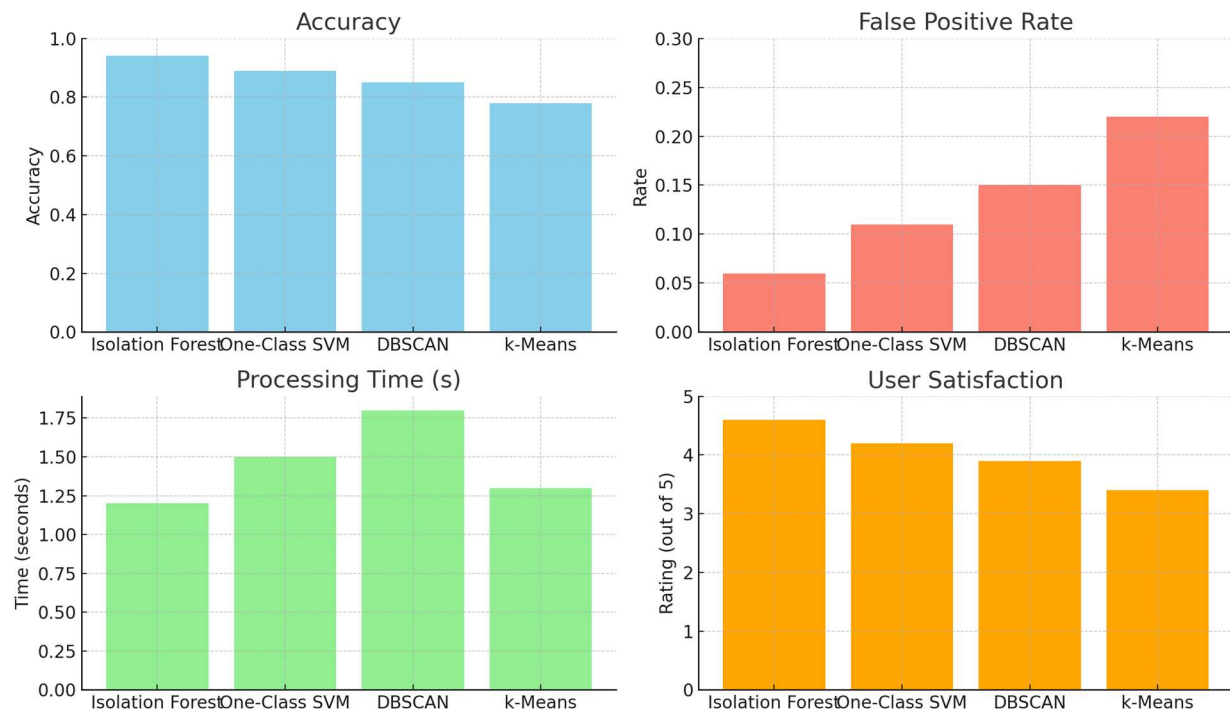 Accuracy
Accuracy
1.0
0.8
0.6
0.4
0.2
0.0
Isolation Forest One-Class SVM DBSCAN k-Means
False Positive Rate
Rate
0.30
0.25
0.20
0.15
0.10
0.05
0.00
Isolation Forest One-Class SVM DBSCAN k-Means
Processing Time (s)
Time (seconds)
1.75
1.50
1.25
1.00
0.75
0.50
0.25
0.00
Isolation Forest One-Class SVM DBSCAN k-Means
User Satisfaction
Rating (out of 5)
5
4
3
2
1
0
Isolation Forest One-Class SVM DBSCAN k-Means